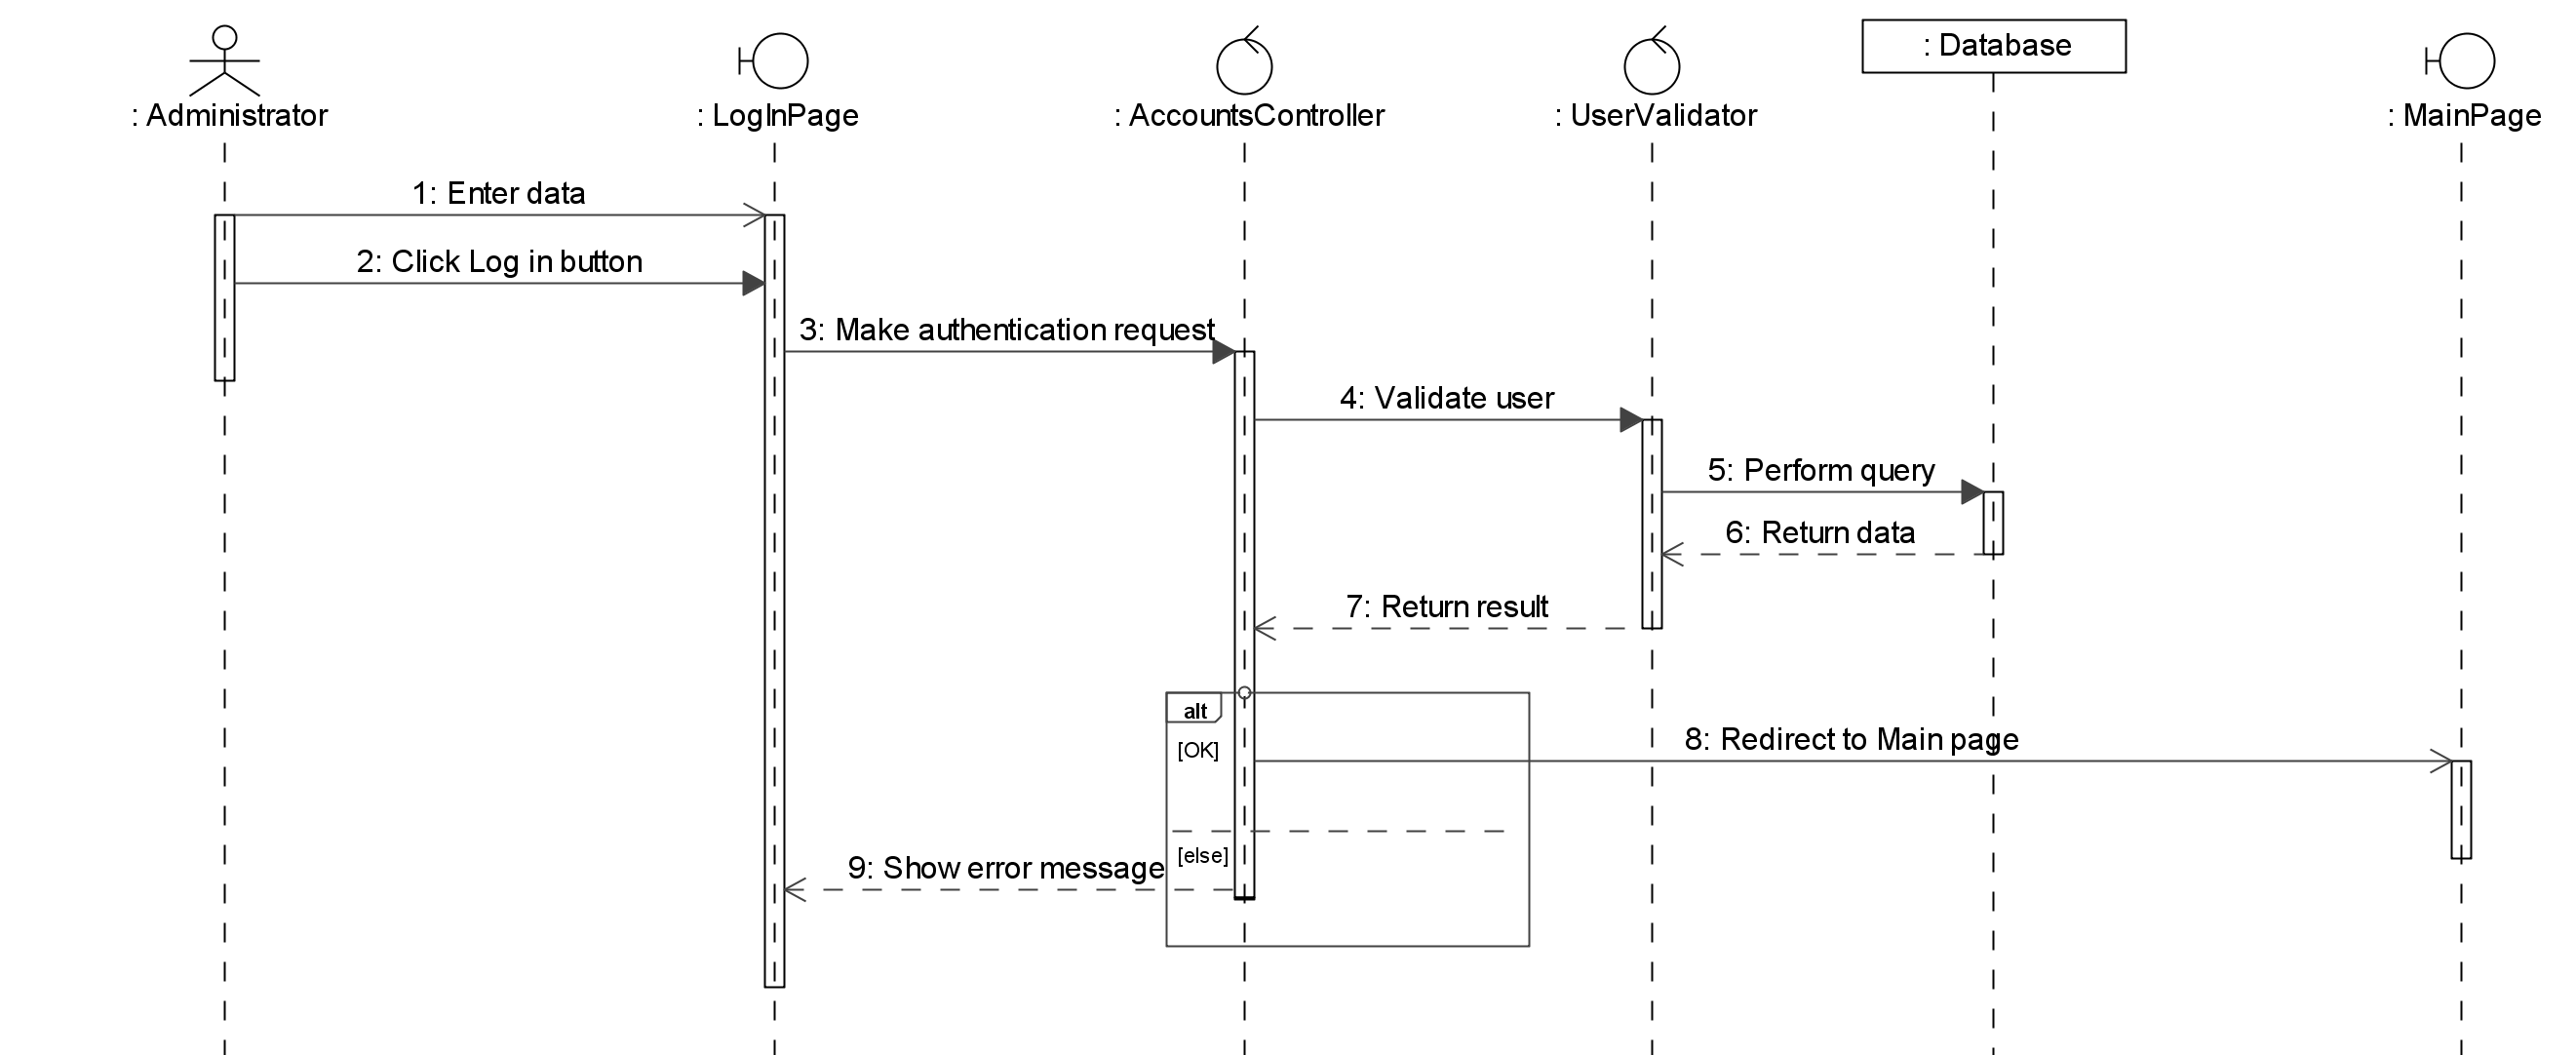 : Database
: Administrator
: LogInPage
: AccountsController
: UserValidator
: MainPage
1: Enter data
2: Click Log in button
3: Make authentication request
4: Validate user
5: Perform query
6: Return data
7: Return result
alt
[OK]
8: Redirect to Main page
[else]
9: Show error message